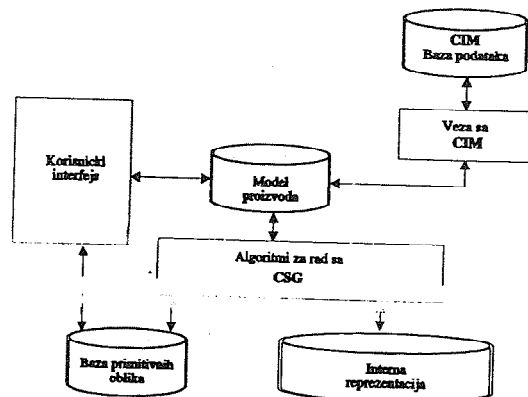 CIM
Baza podataka
Veza sa
CIM
Korisnicki
interfejs
Model
proizvoda
Algoritmi za rad sa
CSG
Baza prisnitivnih
oblika
Interna
reprezentacija